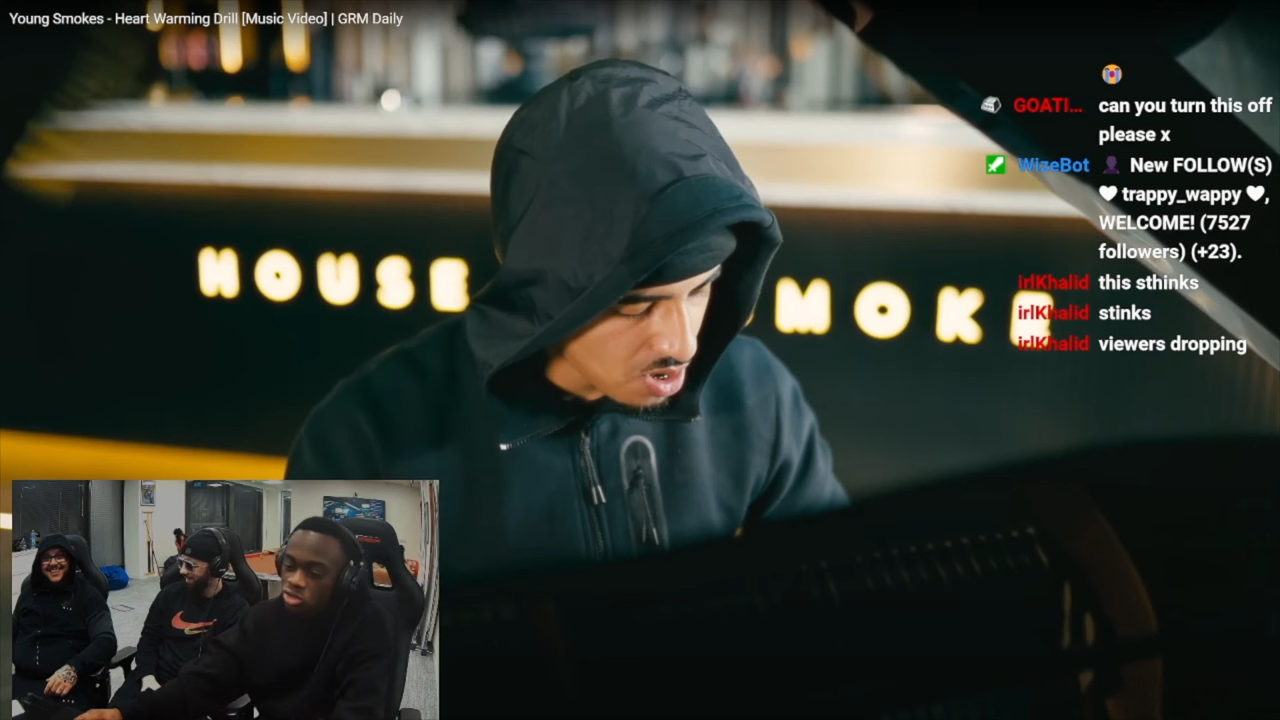 Young Smokes - Heart Warming Drill [Music Video] | GRM Daily
😭
GOATI... can you turn this off
please x
WizeBot 👤 New FOLLOW(S)
🤍 trappy_wappy 🤍,
WELCOME! (7527
followers) (+23).
irlKhalid this sthinks
irlKhalid stinks
irlKhalid viewers dropping
HOUSE MOKE